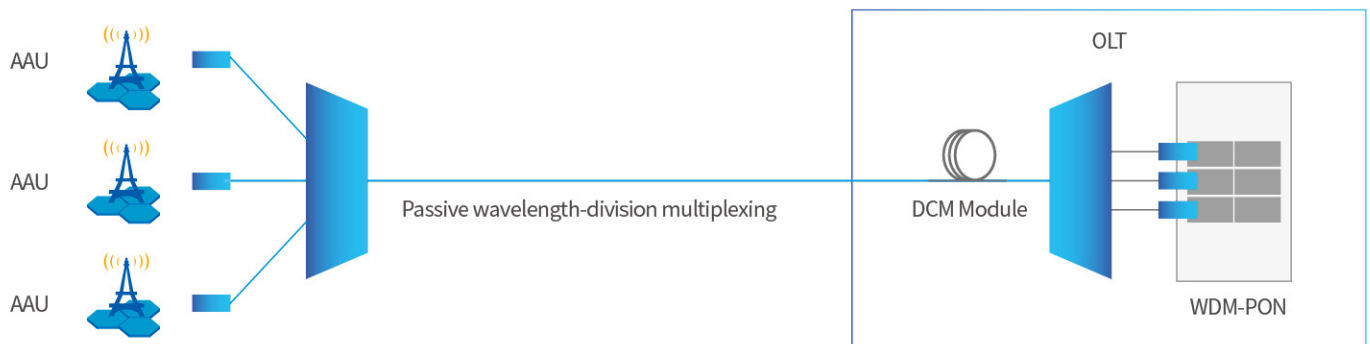 OLT
AAU
AAU
Passive wavelength-division multiplexing
DCM Module
AAU
WDM-PON